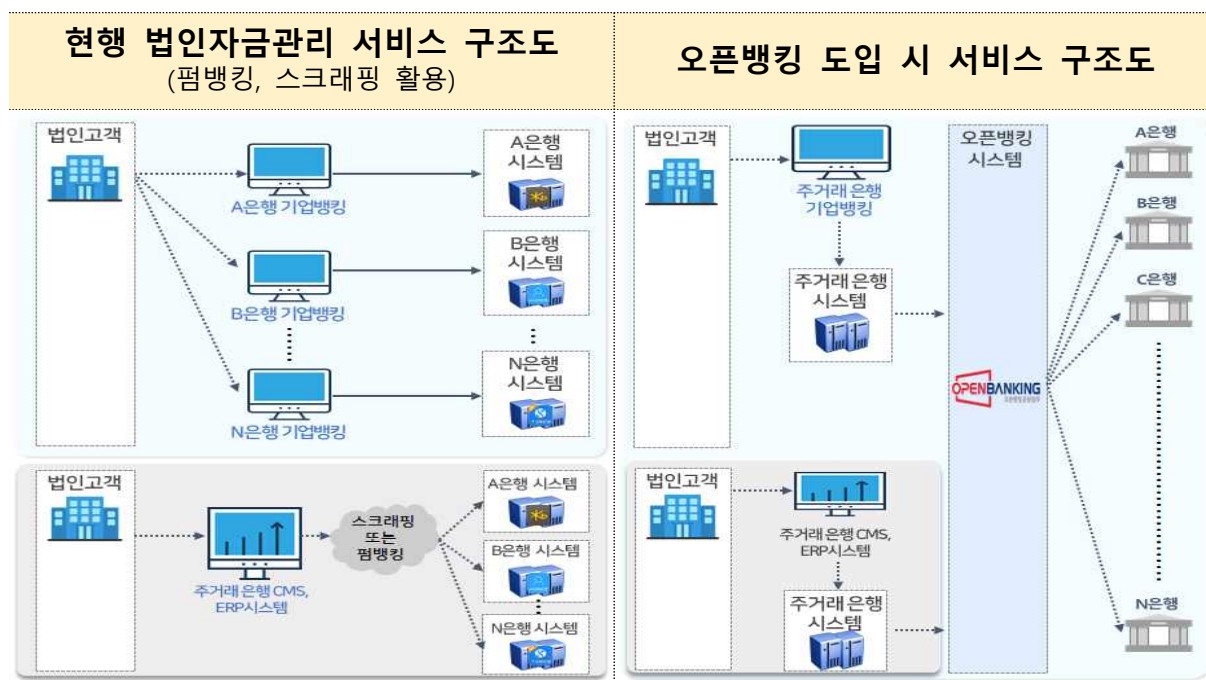 현행 법인자금관리 서비스 구조도
(펌뱅킹, 스크래핑 활용)
법인고객
A은행 기업뱅킹
A은행
시스템
B은행 기업뱅킹
B은행
시스템
N은행 기업뱅킹
N은행
시스템
법인고객
주거래 은행 CMS,
ERP시스템
스크래핑
또는
펌뱅킹
A은행 시스템
B은행 시스템
N은행 시스템
오픈뱅킹 도입 시 서비스 구조도
법인고객
주거래 은행
기업뱅킹
주거래 은행
시스템
오픈뱅킹
시스템
OPENBANKING
A은행
B은행
C은행
N은행
법인고객
주거래 은행 CMS,
ERP시스템
주거래 은행
시스템